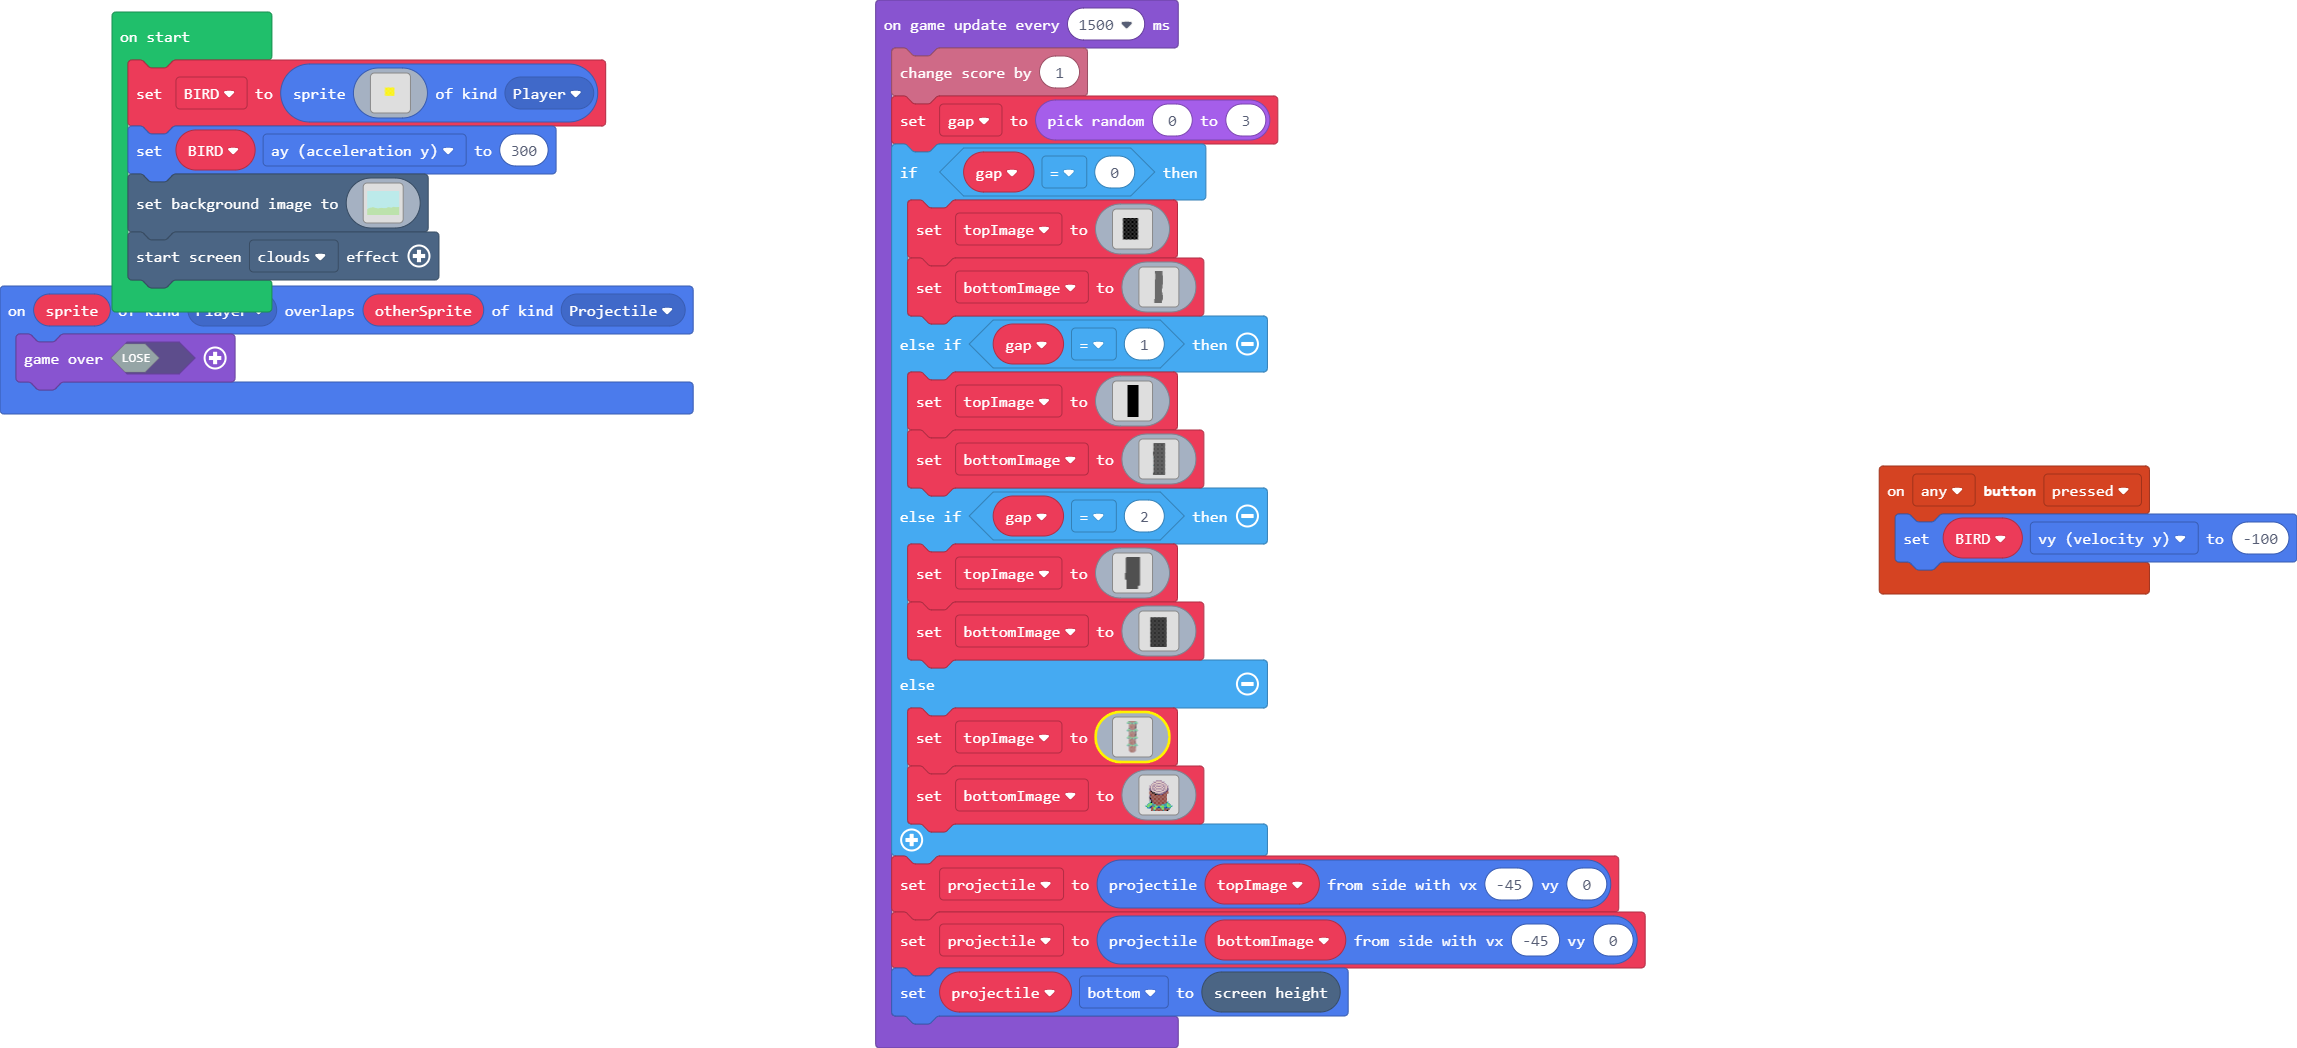 on start
set BIRD to sprite of kind Player
set BIRD ay (acceleration y) to 300
set background image to
start screen clouds effect
on sprite of kind Player overlaps otherSprite of kind Projectile
game over LOSE
on game update every 1500 ms
change score by 1
set gap to pick random 0 to 3
if gap = 0 then
set topImage to
set bottomImage to
else if gap = 1 then
set topImage to
set bottomImage to
else if gap = 2 then
set topImage to
set bottomImage to
else
set topImage to
set bottomImage to
set projectile to projectile topImage from side with vx -45 vy 0
set projectile to projectile bottomImage from side with vx -45 vy 0
set projectile bottom to screen height
on any button pressed
set BIRD vy (velocity y) to -100